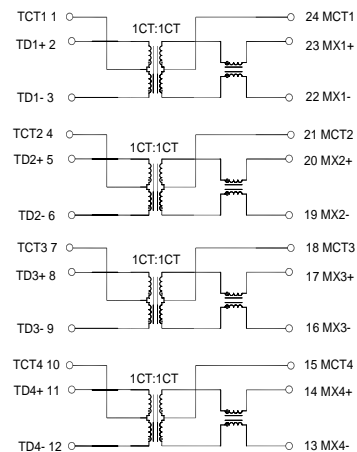 TCT1 1 24 MCT1
1CT:1CT
TD1+ 2 23 MX1+
TD1- 3 22 MX1-
TCT2 4 21 MCT2
1CT:1CT
TD2+ 5 20 MX2+
TD2- 6 19 MX2-
TCT3 7 18 MCT3
1CT:1CT
TD3+ 8 17 MX3+
TD3- 9 16 MX3-
TCT4 10 15 MCT4
1CT:1CT
TD4+ 11 14 MX4+
TD4- 12 13 MX4-